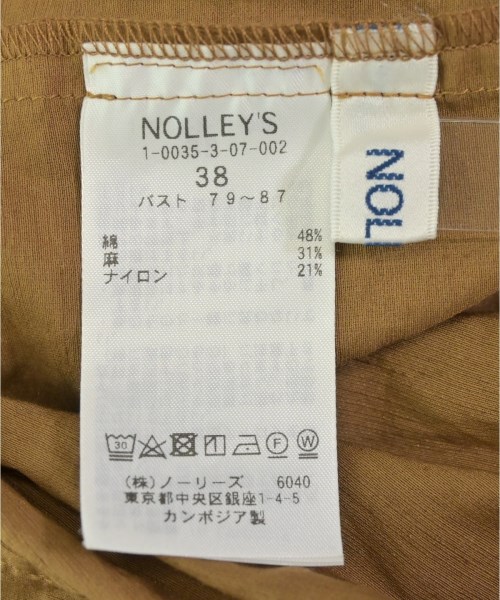 NOLLEY'S
1-0035-3-07-002
38
バスト 79～87
綿 48%
麻 31%
ナイロン 21%
30 F W
(株)ノーリーズ 6040
東京都中央区銀座1-4-5
カンボジア製
NOL